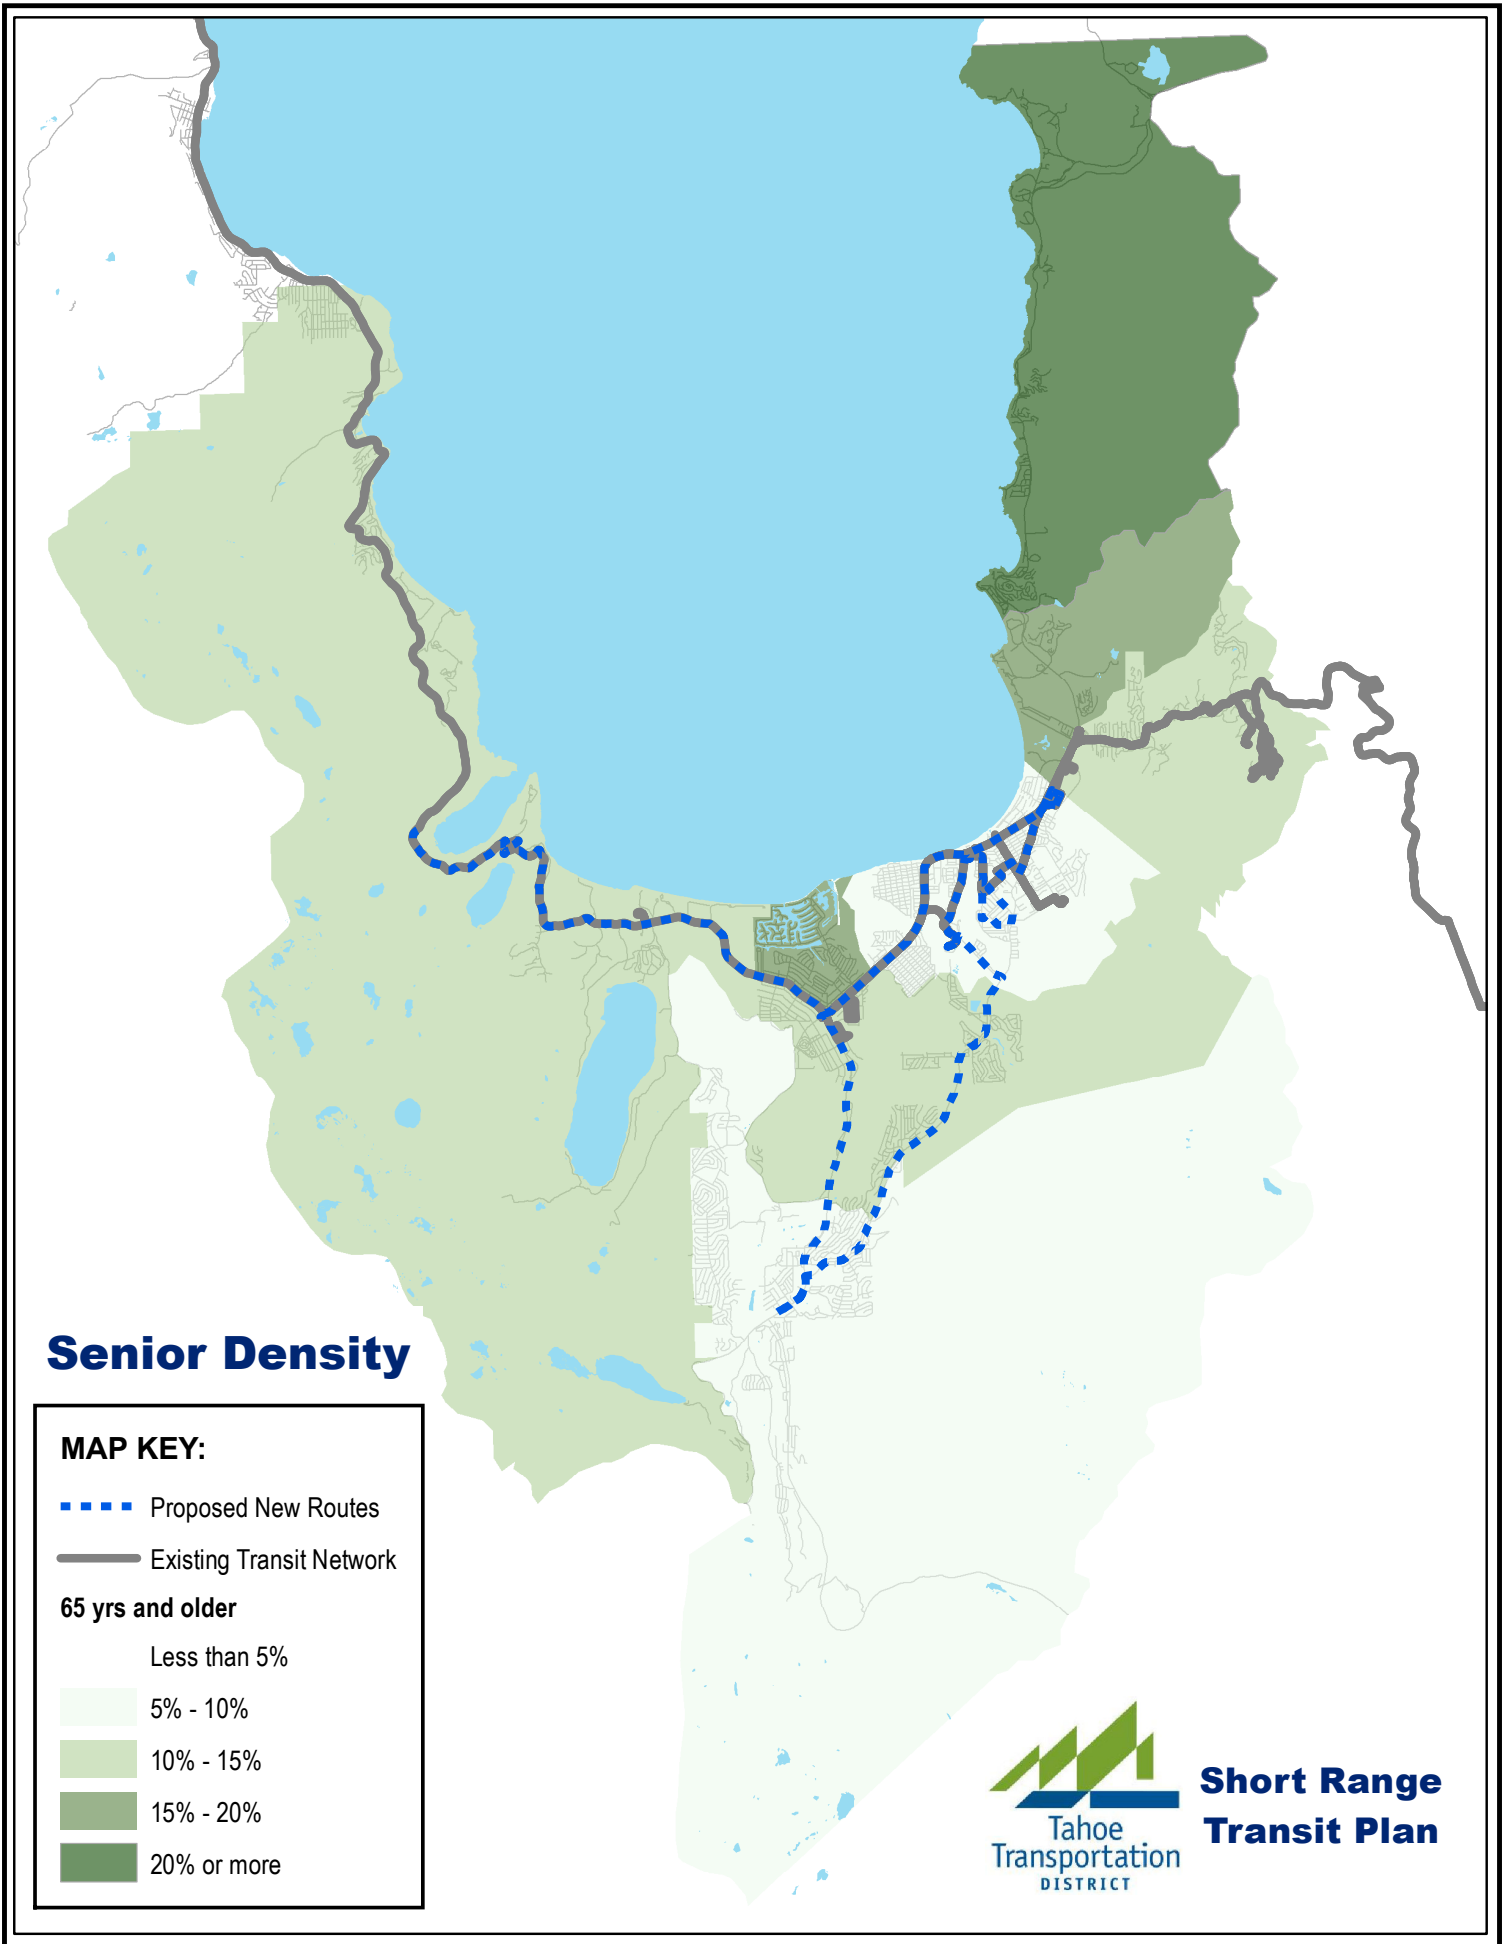 Senior Density
MAP KEY:
Proposed New Routes
Existing Transit Network
65 yrs and older
Less than 5%
5% - 10%
10% - 15%
15% - 20%
20% or more
Tahoe
Transportation
DISTRICT
Short Range
Transit Plan